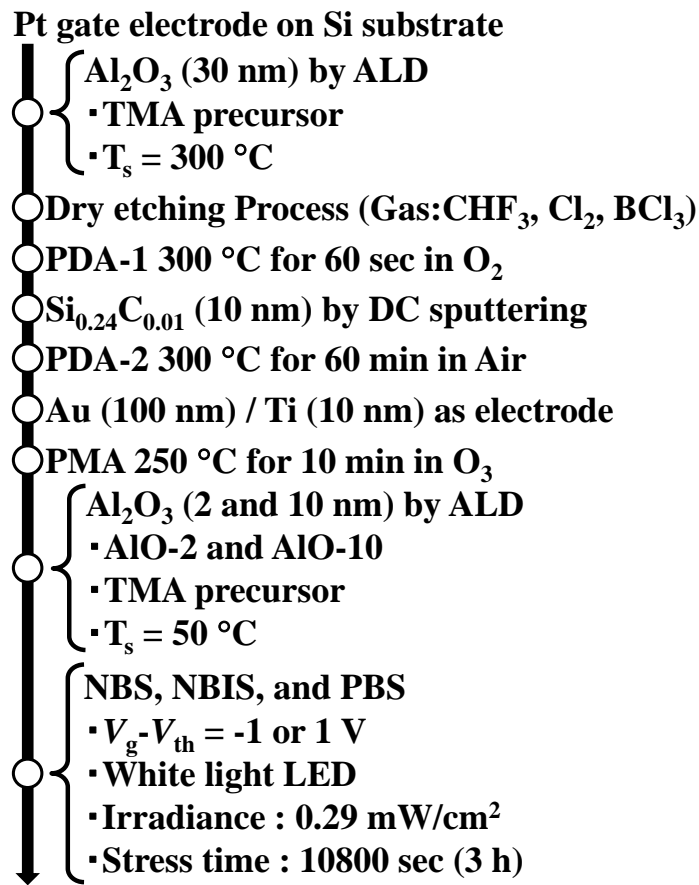 Pt gate electrode on Si substrate
Al₂O₃ (30 nm) by ALD
・TMA precursor
・Tₛ = 300 °C
Dry etching Process (Gas:CHF₃, Cl₂, BCl₃)
PDA-1 300 °C for 60 sec in O₂
Si₀.₂₄C₀.₀₁ (10 nm) by DC sputtering
PDA-2 300 °C for 60 min in Air
Au (100 nm) / Ti (10 nm) as electrode
PMA 250 °C for 10 min in O₃
Al₂O₃ (2 and 10 nm) by ALD
・AlO-2 and AlO-10
・TMA precursor
・Tₛ = 50 °C
NBS, NBIS, and PBS
・V_g-V_th = -1 or 1 V
・White light LED
・Irradiance : 0.29 mW/cm²
・Stress time : 10800 sec (3 h)